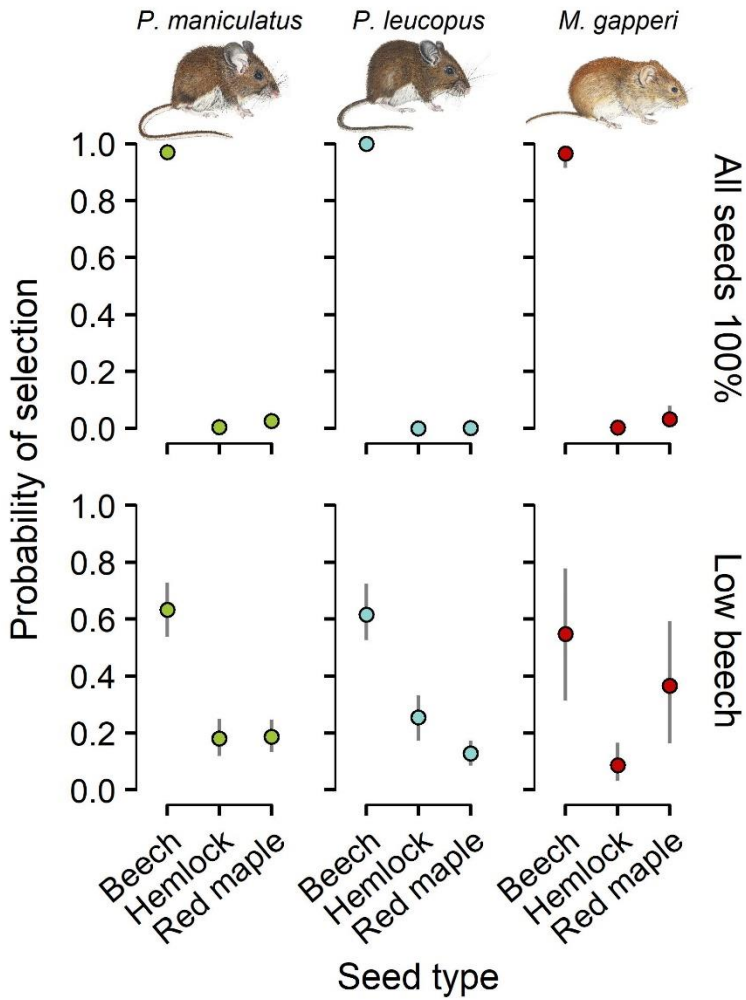 P. maniculatus P. leucopus M. gapperi
1.0
0.8
0.6
0.4
0.2
0.0
All seeds 100%
Probability of selection
1.0
0.8
0.6
0.4
0.2
0.0
Low beech
Beech Hemlock Red maple Beech Hemlock Red maple Beech Hemlock Red maple
Seed type